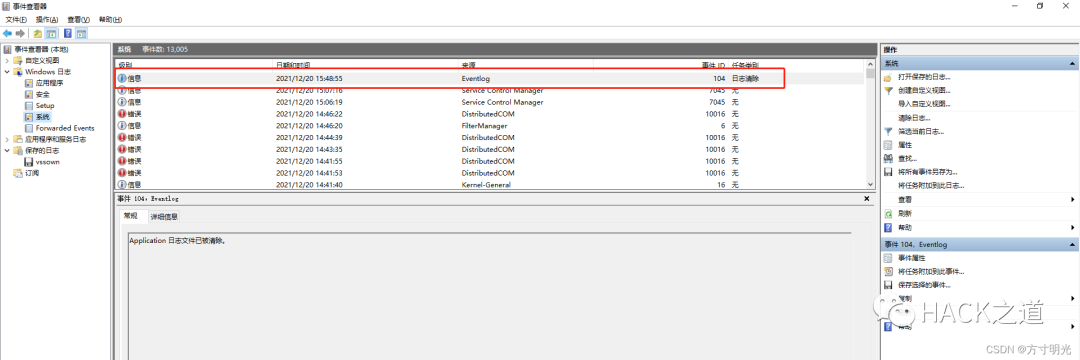 事件查看器
文件(F) 操作(A) 查看(V) 帮助(H)
事件查看器 (本地)
自定义视图
Windows 日志
应用程序
安全
Setup
系统
Forwarded Events
应用程序和服务日志
保存的日志
vssown
订阅
系统 事件数: 13,005
级别 日期和时间 来源 事件 ID 任务类别
信息 2021/12/20 15:48:55 Eventlog 104 日志清除
信息 2021/12/20 15:07:16 Service Control Manager 7045 无
信息 2021/12/20 15:06:19 Service Control Manager 7045 无
错误 2021/12/20 14:46:22 DistributedCOM 10016 无
信息 2021/12/20 14:46:20 FilterManager 6 无
错误 2021/12/20 14:44:39 DistributedCOM 10016 无
错误 2021/12/20 14:43:35 DistributedCOM 10016 无
错误 2021/12/20 14:41:55 DistributedCOM 10016 无
错误 2021/12/20 14:41:53 DistributedCOM 10016 无
信息 2021/12/20 14:41:40 Kernel-General 16 无
事件 104，Eventlog
常规 详细信息
Application 日志文件已被清除。
操作
系统
打开保存的日志...
创建自定义视图...
导入自定义视图...
清除日志...
筛选当前日志...
属性
查找...
将所有事件另存为...
将任务附加到此日志...
查看
刷新
帮助
事件 104，Eventlog
事件属性
将任务附加到此事件...
保存选择的事件...
复制
帮助
HACK之道
CSDN @方寸明光